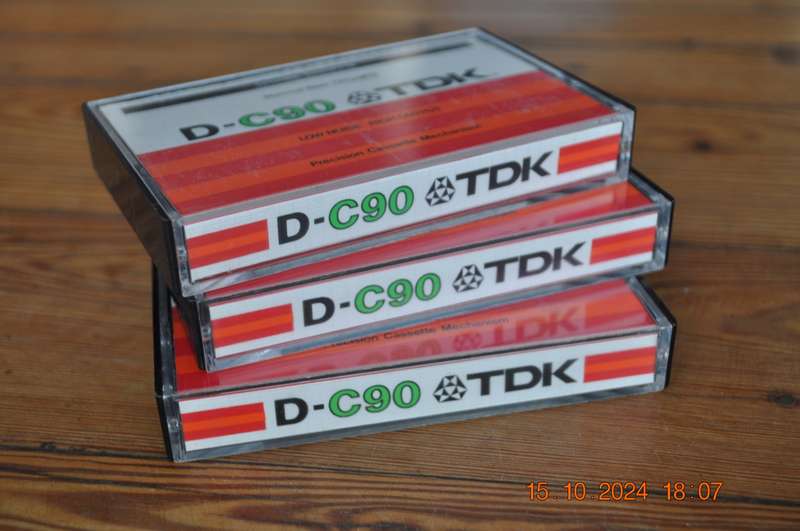 D-C90 TDK
LOW NOISE HIGH OUTPUT
Precision Cassette Mechanism
D-C90 TDK
D-C90 TDK
Precision Cassette Mechanism
D-C90 TDK
15.10.2024 18:07